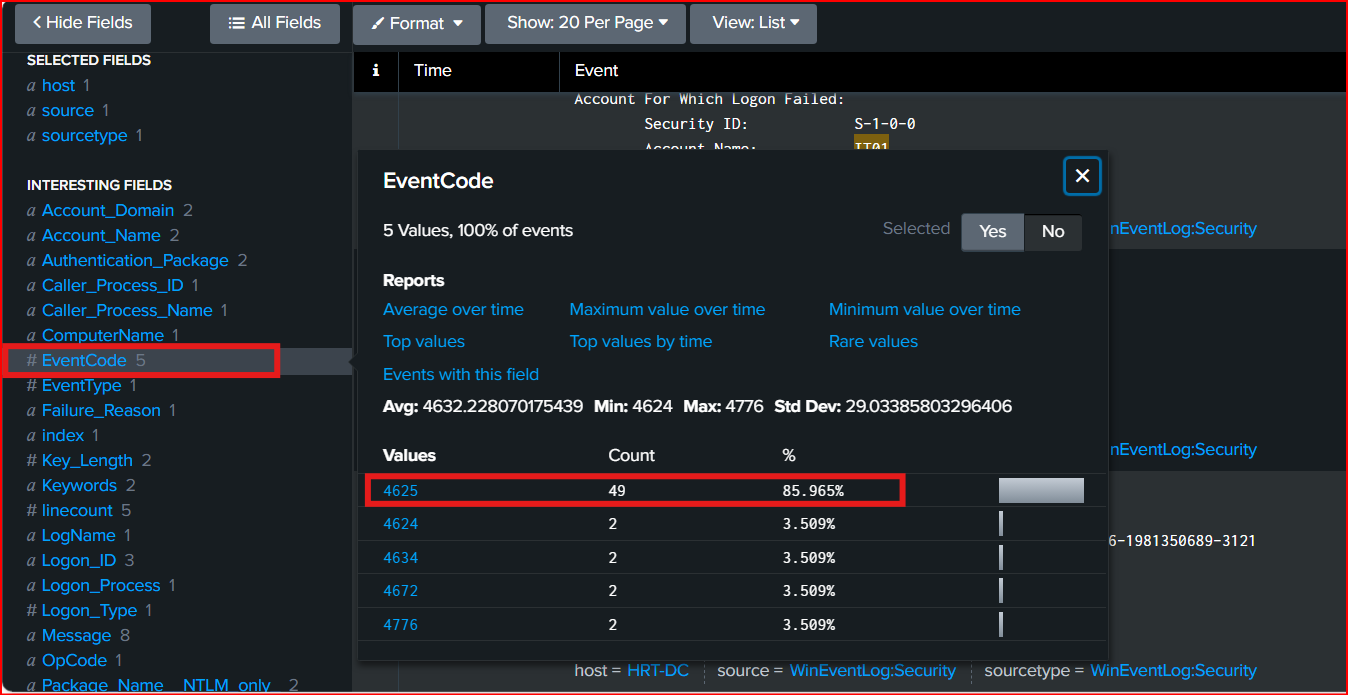 Hide Fields
All Fields
Format
Show: 20 Per Page
View: List
SELECTED FIELDS
a host 1
a source 1
a sourcetype 1
INTERESTING FIELDS
a Account_Domain 2
a Account_Name 2
a Authentication_Package 2
a Caller_Process_ID 1
a Caller_Process_Name 1
a ComputerName 1
# EventCode 5
# EventType 1
a Failure_Reason 1
a index 1
# Key_Length 2
a Keywords 2
# linecount 5
a LogName 1
a Logon_ID 3
a Logon_Process 1
# Logon_Type 1
a Message 8
a OpCode 1
a Package_Name__NTLM_only_ 2
i Time Event
Account For Which Logon Failed:
Security ID: S-1-0-0
Account Name: IT01
EventCode
5 Values, 100% of events
Selected Yes No
Reports
Average over time Maximum value over time Minimum value over time
Top values Top values by time Rare values
Events with this field
Avg: 4632.228070175439 Min: 4624 Max: 4776 Std Dev: 29.03385803296406
Values Count %
4625 49 85.965%
4624 2 3.509%
4634 2 3.509%
4672 2 3.509%
4776 2 3.509%
nEventLog:Security
nEventLog:Security
6-1981350689-3121
host = HRT-DC source = WinEventLog:Security sourcetype = WinEventLog:Security